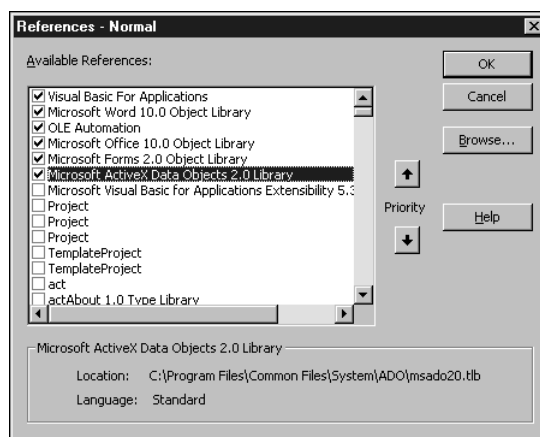 References - Normal
Available References:
OK
Cancel
Browse...
Help
Visual Basic For Applications
Microsoft Word 10.0 Object Library
OLE Automation
Microsoft Office 10.0 Object Library
Microsoft Forms 2.0 Object Library
Microsoft ActiveX Data Objects 2.0 Library
Microsoft Visual Basic for Applications Extensibility 5.3
Project
Project
Project
TemplateProject
TemplateProject
act
actAbout 1.0 Type Library
Priority
Microsoft ActiveX Data Objects 2.0 Library
Location: C:\Program Files\Common Files\System\ADO\msado20.tlb
Language: Standard